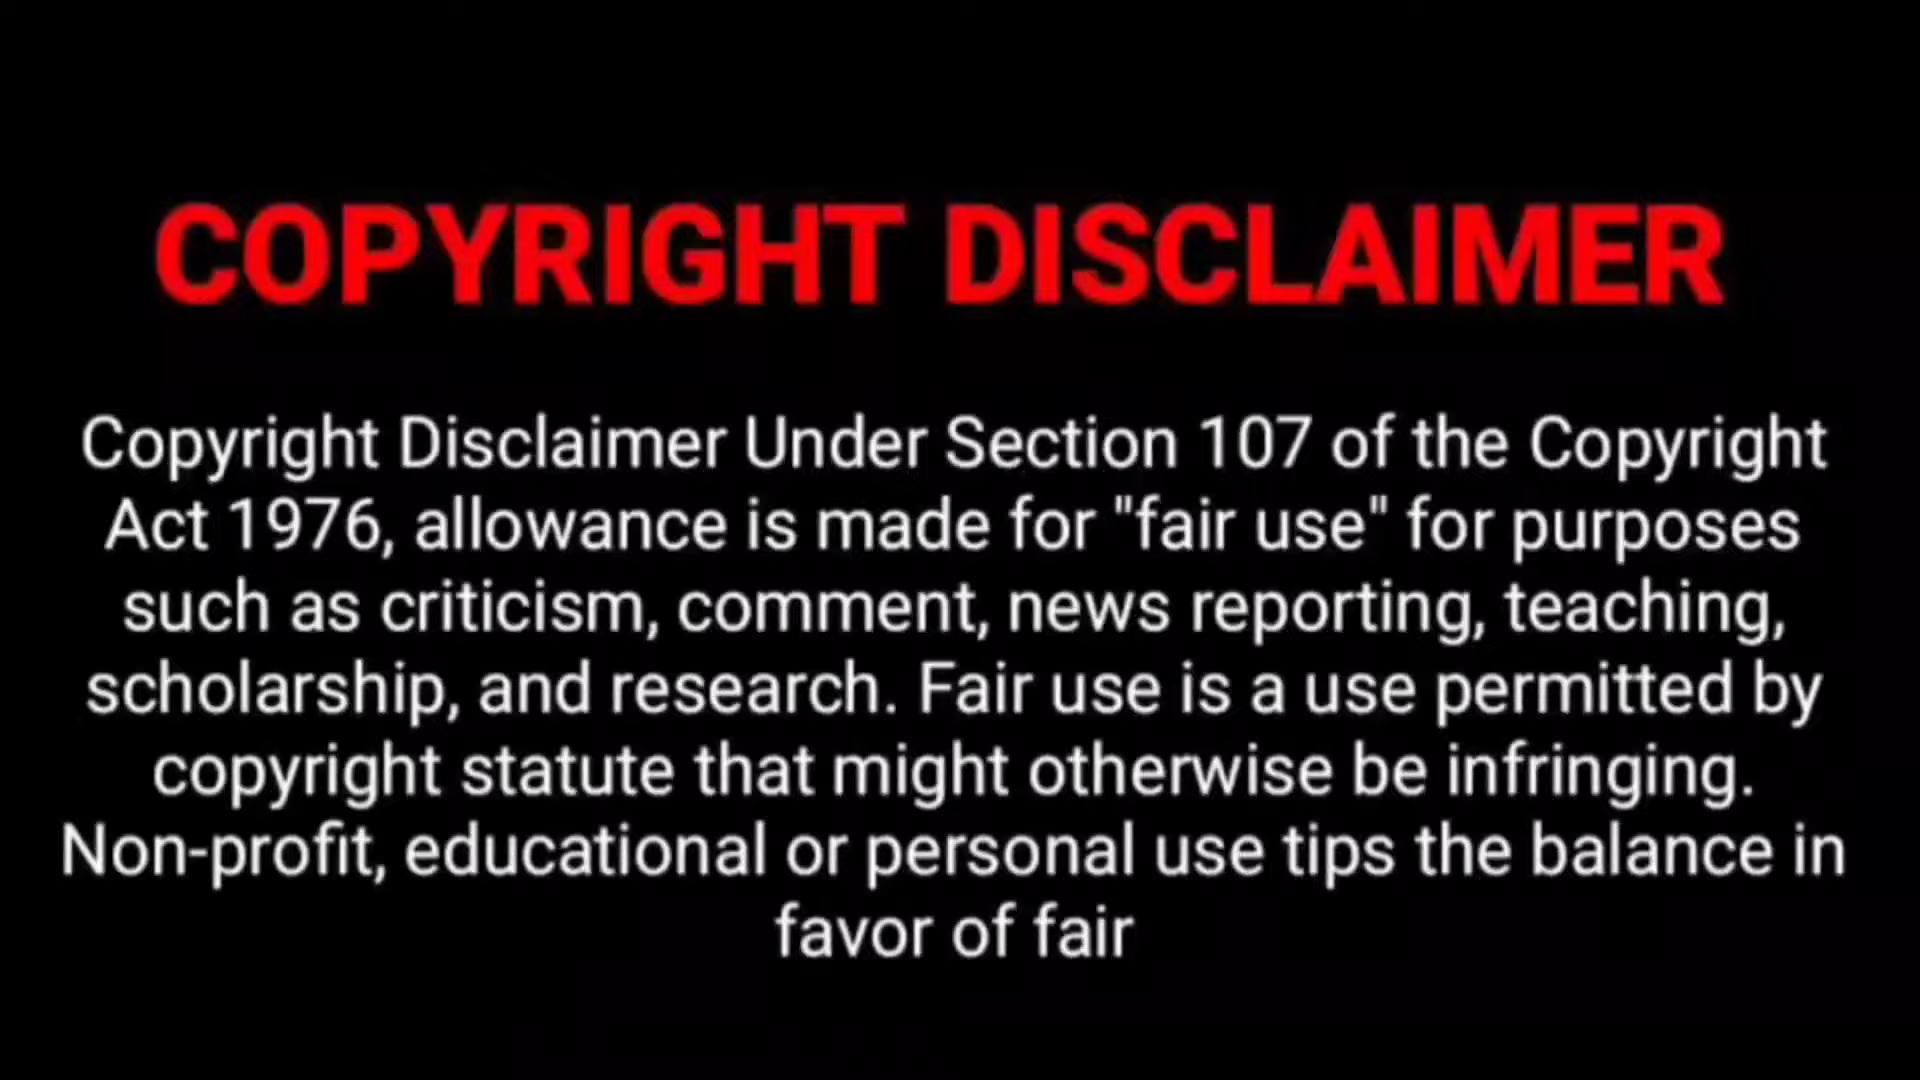 COPYRIGHT DISCLAIMER
Copyright Disclaimer Under Section 107 of the Copyright
Act 1976, allowance is made for "fair use" for purposes
such as criticism, comment, news reporting, teaching,
scholarship, and research. Fair use is a use permitted by
copyright statute that might otherwise be infringing.
Non-profit, educational or personal use tips the balance in
favor of fair